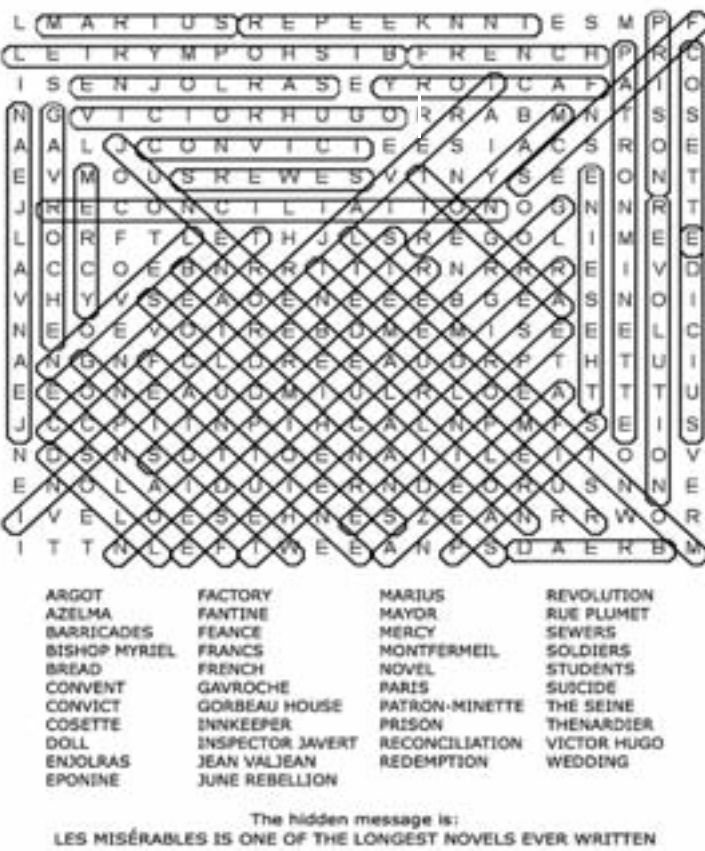 L M A R I U S R E P E E K N N I E S M P F
L E I R Y M P O H S I B F R E N C H P R C
I S E N J O L R A S E Y R O T C A F A I O
N G V I C T O R H U G O R R A B M N T S S
A A L J C O N V I C T E E S I A C S R O E
E V M O U S R E W E S V I N Y S E E O N T
J R E C O N C I L I A T I O N O G N N R T
L O R F T L E T H J L S R E G O L I M E E
A C C O E B N R R I T I R N R R R E I V D
V H Y V S E A O E N E E E B G E A S N O I
N E O E V O T R E B D M E M I S E E E L C
A N G N F C L D R E E A U O R P T H T U I
E E O N E A U D M I U L R L O E A T T T U
J C C P I I N P I H C A L N P M F S E I S
N D S N S D T I O E N A I L E I T O O V
E N O L A I D U T E R N D E O R U S N N E
I V E L O E S E H N E S Z E A N R R W O R
I T T N L E F I W E E A N P S D A E R B M
ARGOT FACTORY MARIUS REVOLUTION
AZELMA FANTINE MAYOR RUE PLUMET
BARRICADES FEANCE MERCY SEWERS
BISHOP MYRIEL FRANCS MONTFERMEIL SOLDIERS
BREAD FRENCH NOVEL STUDENTS
CONVENT GAVROCHE PARIS SUICIDE
CONVICT GORBEAU HOUSE PATRON-MINETTE THE SEINE
COSETTE INNKEEPER PRISON THENARDIER
DOLL INSPECTOR JAVERT RECONCILIATION VICTOR HUGO
ENJOLRAS JEAN VALJEAN REDEMPTION WEDDING
EPONINE JUNE REBELLION
The hidden message is:
LES MISÉRABLES IS ONE OF THE LONGEST NOVELS EVER WRITTEN